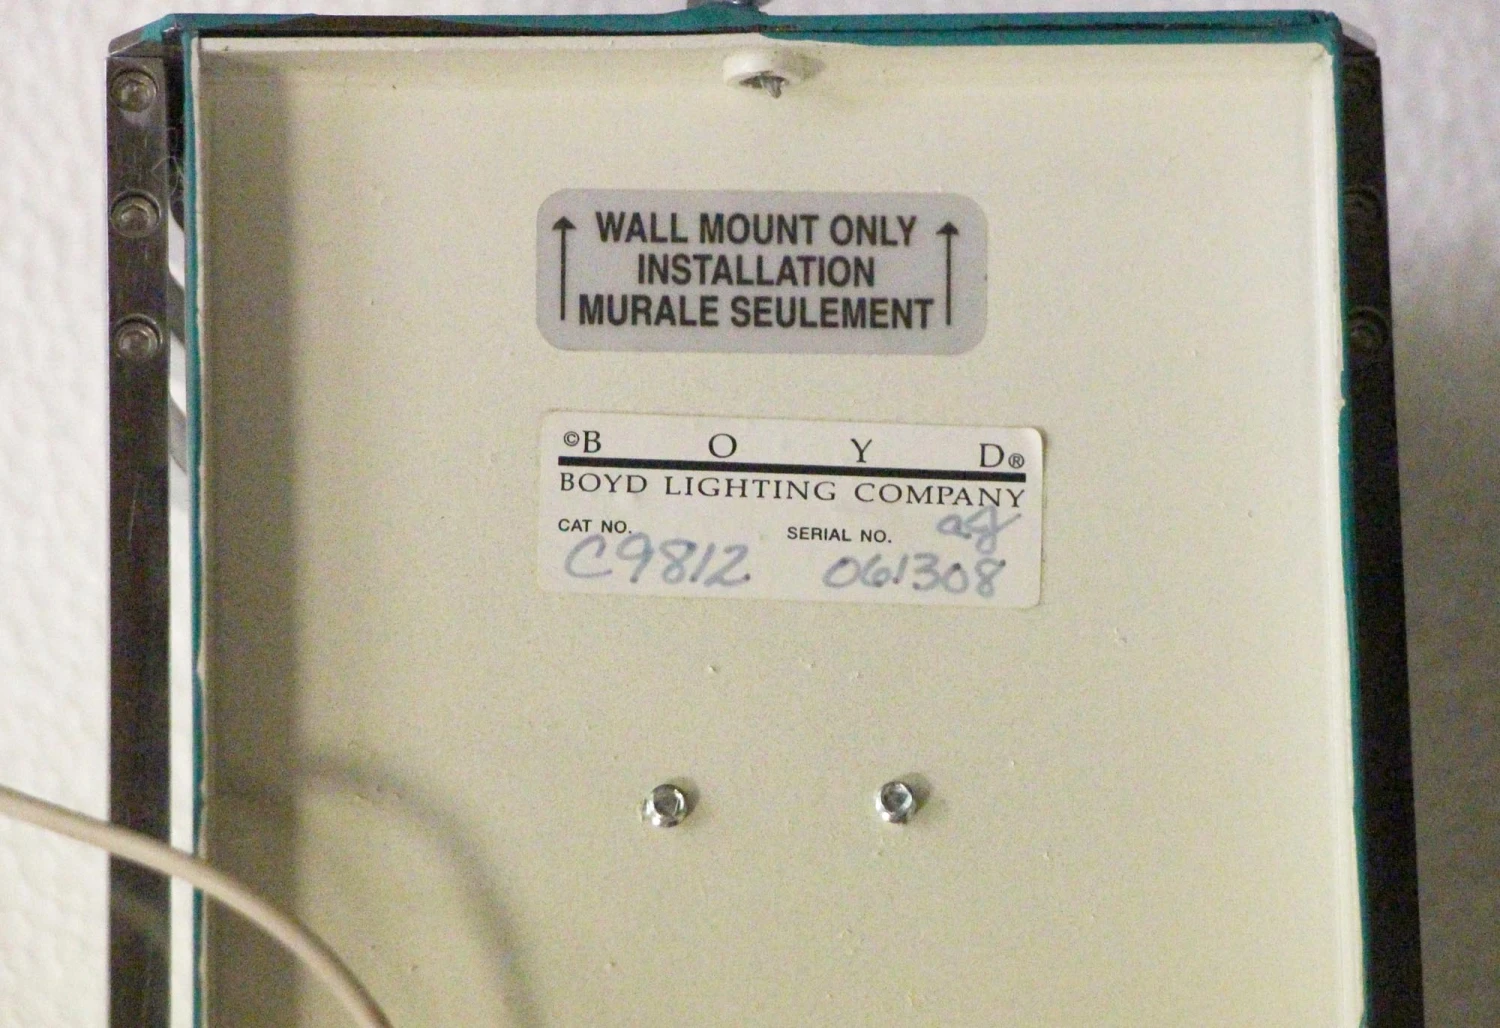 WALL MOUNT ONLY
INSTALLATION
MURALE SEULEMENT
©B O Y D®
BOYD LIGHTING COMPANY
CAT NO. SERIAL NO.
C9812 061308